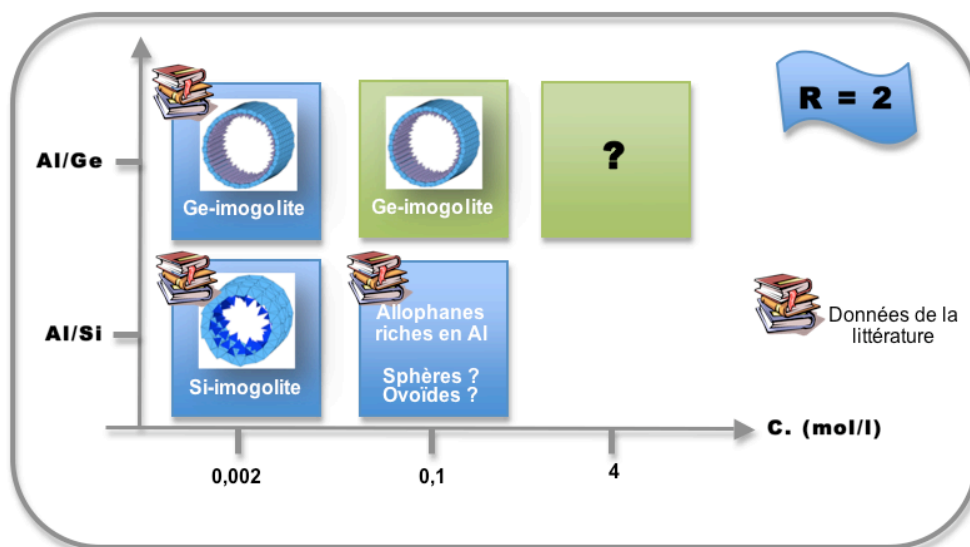 R = 2
Al/Ge
Ge-imogolite
Ge-imogolite
?
Al/Si
Si-imogolite
Allophanes
riches en Al
Sphères ?
Ovoïdes ?
Données de la
littérature
C. (mol/l)
0,002
0,1
4